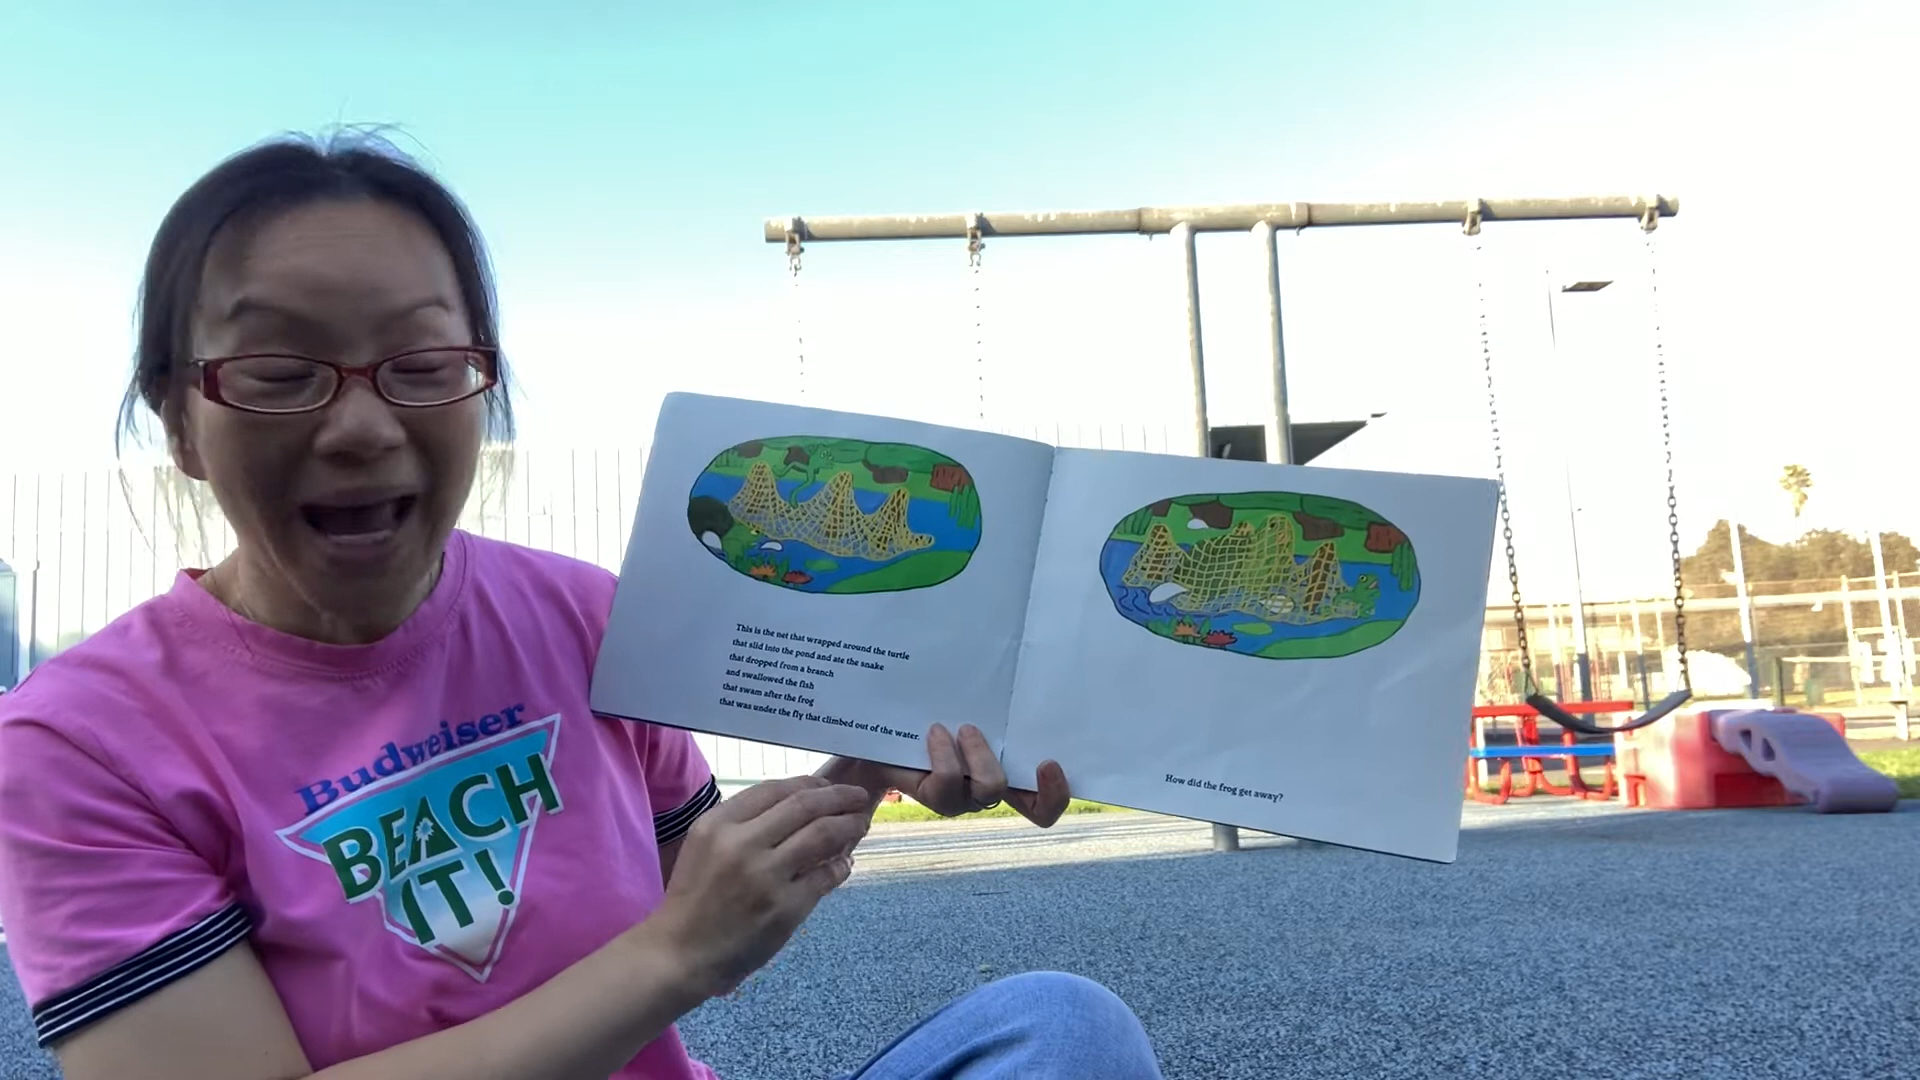 Budweiser
BEACH
IT!
This is the net that wrapped around the turtle
that slid into the pond and ate the snake
that dropped from a branch
and swallowed the fish
that swam after the frog
that was under the fly that climbed out of the water.
How did the frog get away?